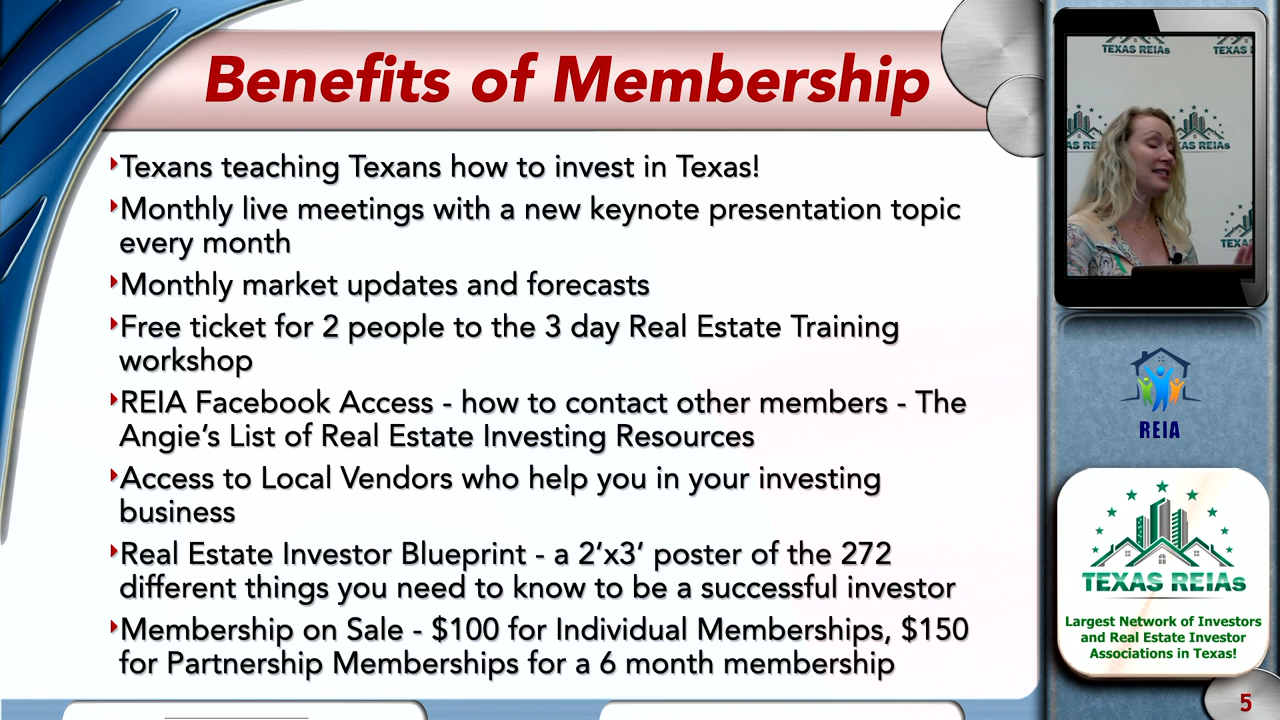 Benefits of Membership
Texans teaching Texans how to invest in Texas!
Monthly live meetings with a new keynote presentation topic
every month
Monthly market updates and forecasts
Free ticket for 2 people to the 3 day Real Estate Training
workshop
REIA Facebook Access - how to contact other members - The
Angie’s List of Real Estate Investing Resources
Access to Local Vendors who help you in your investing
business
Real Estate Investor Blueprint - a 2’x3’ poster of the 272
different things you need to know to be a successful investor
Membership on Sale - $100 for Individual Memberships, $150
for Partnership Memberships for a 6 month membership
TEXAS REIAs
REIA
TEXAS REIAs
Largest Network of Investors
and Real Estate Investor
Associations in Texas!
5